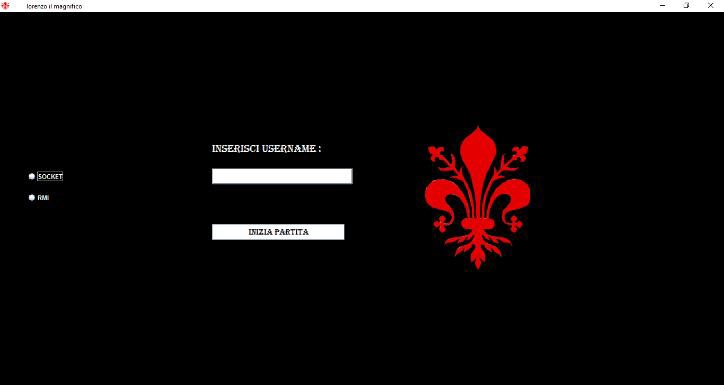 lorenzo il magnifico
INSERISCI USERNAME :
SOCKET
RMI
INIZIA PARTITA